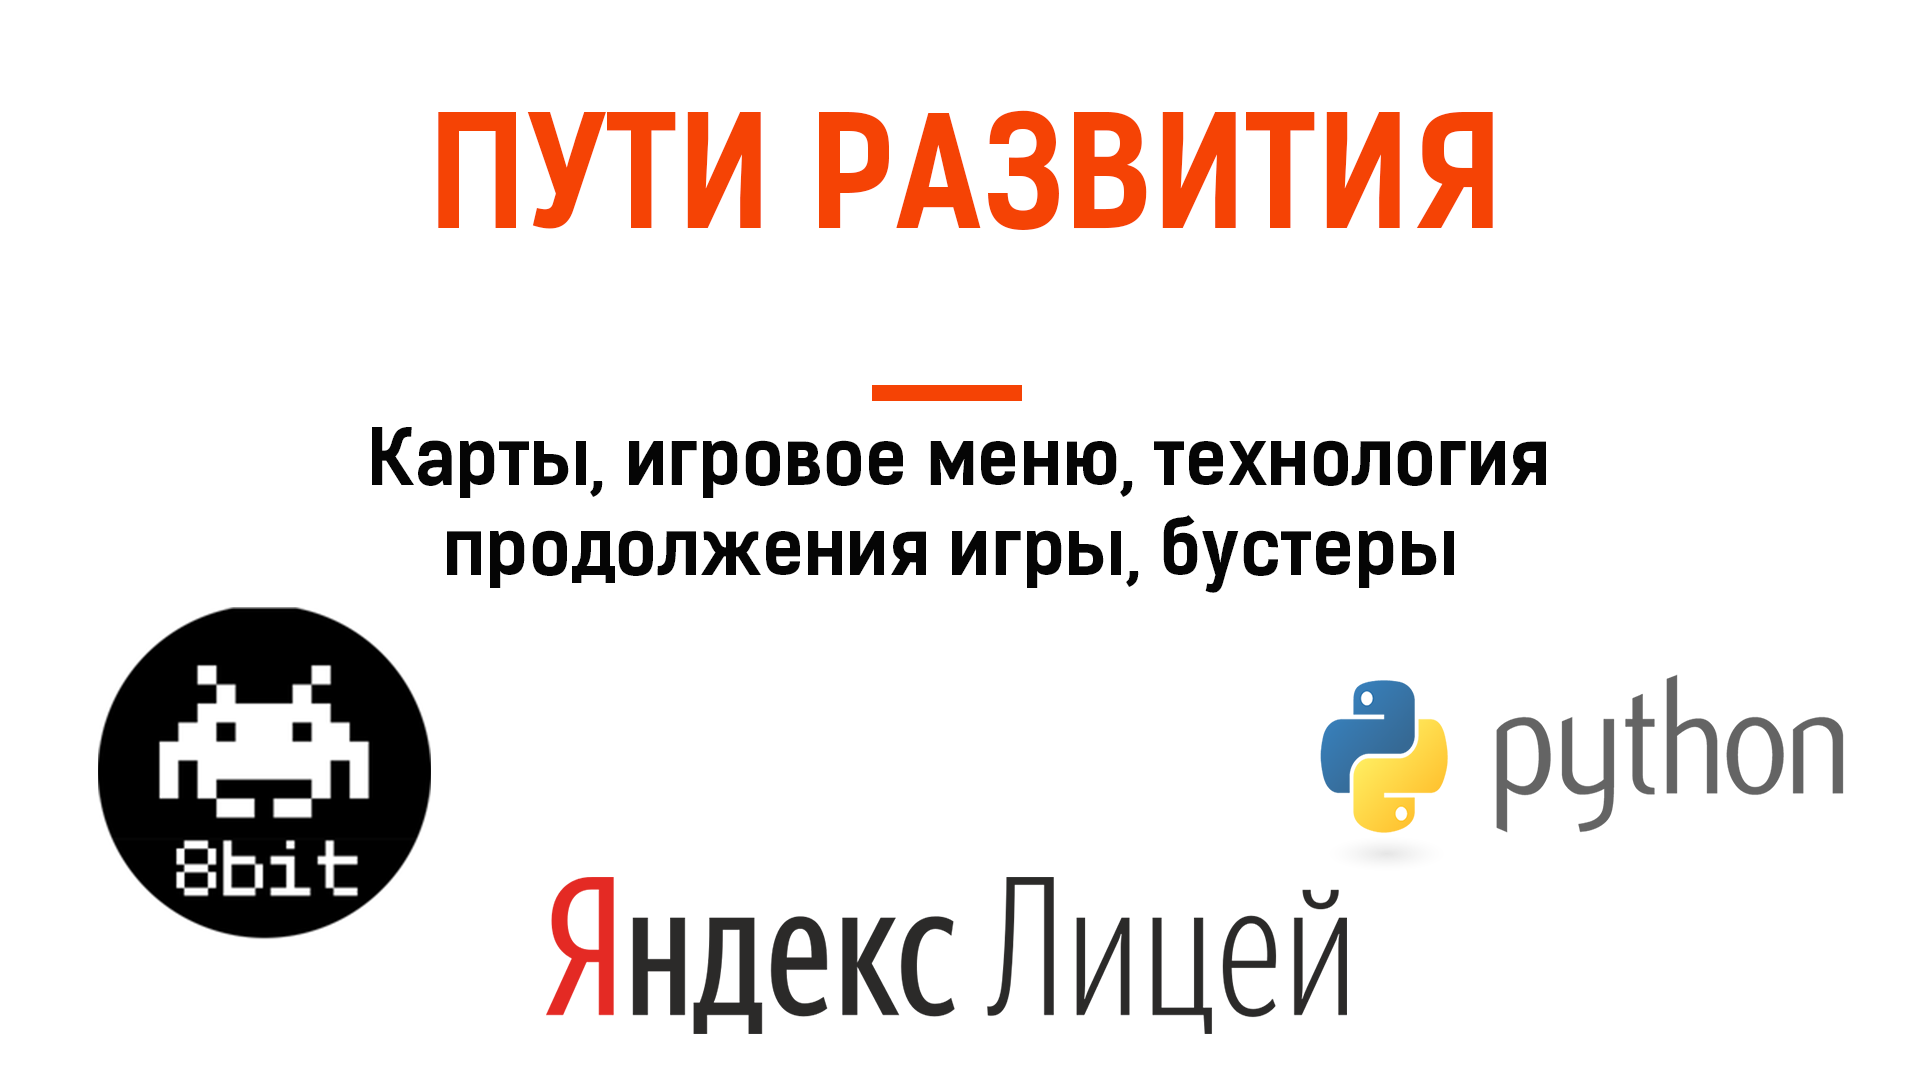 ПУТИ РАЗВИТИЯ
Карты, игровое меню, технология
продолжения игры, бустеры
8bit
python
Яндекс Лицей